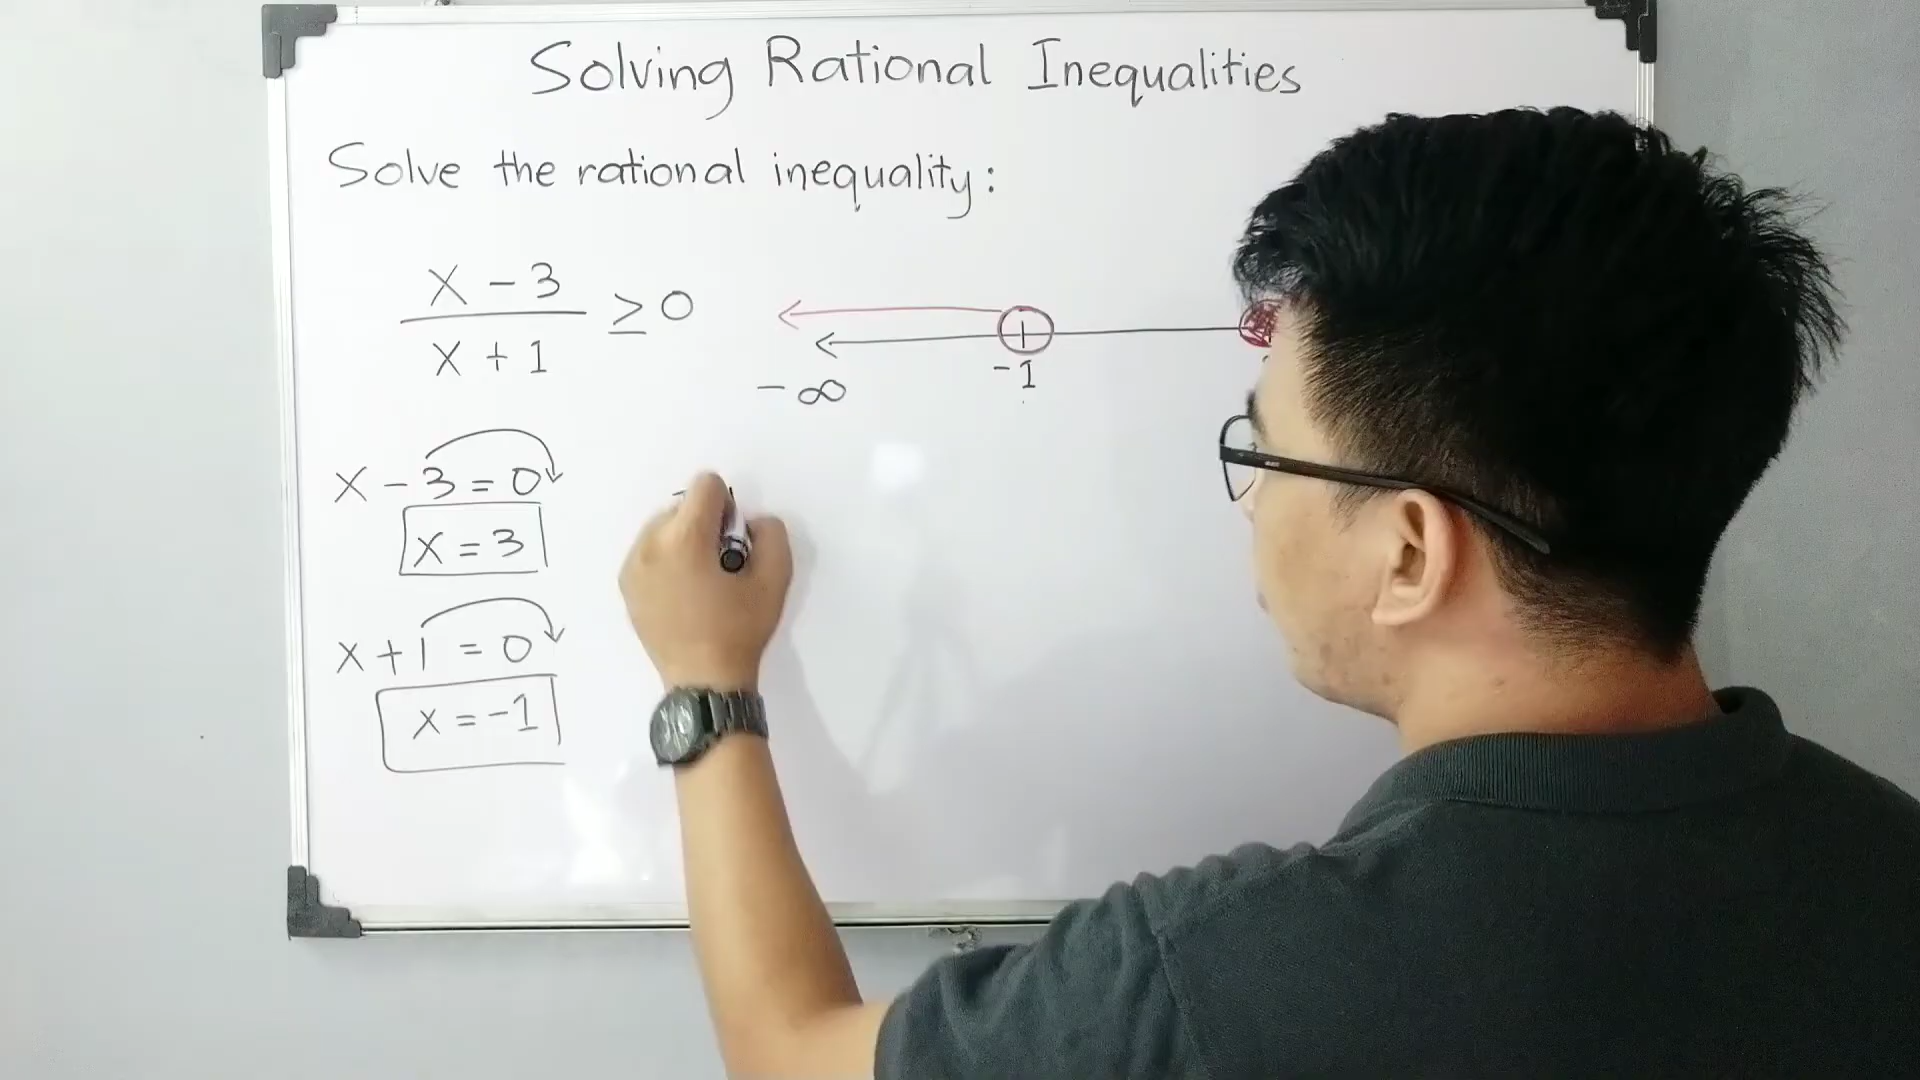 Solving Rational Inequalities
Solve the rational inequality:
x - 3
x + 1
≥ 0
-∞
-1
x - 3 = 0
x = 3
x + 1 = 0
x = -1